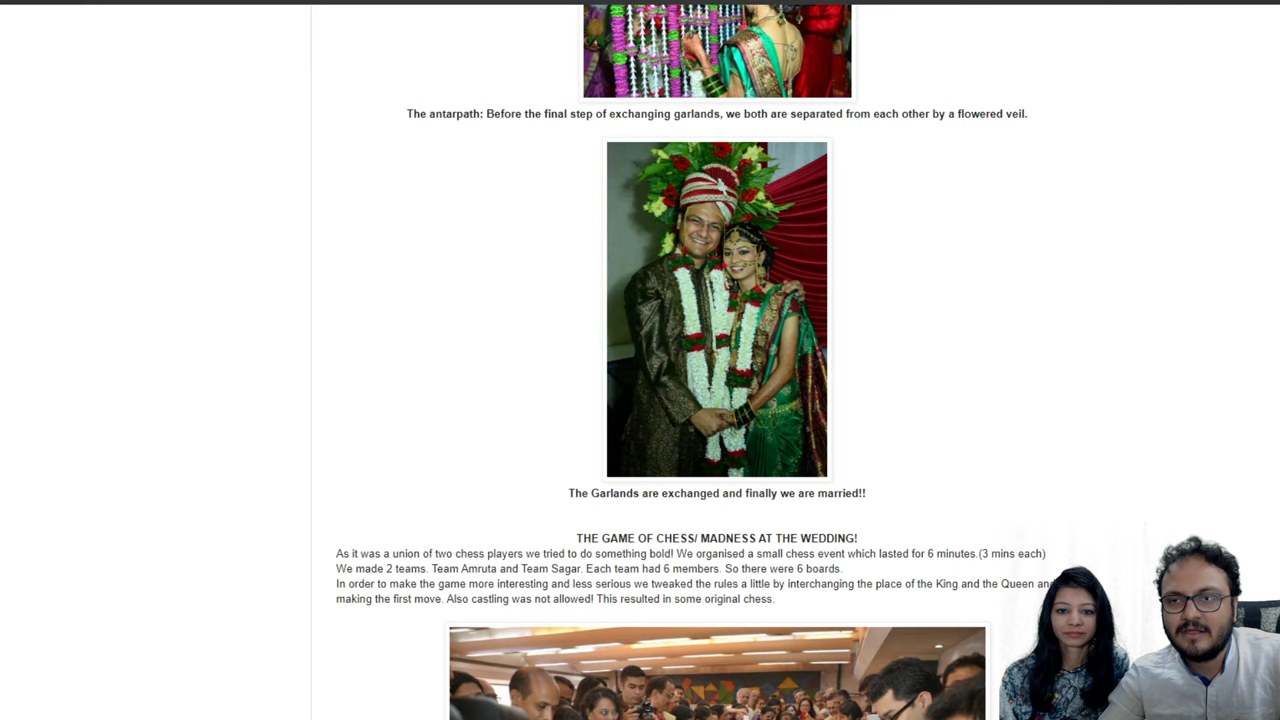 The antarpath: Before the final step of exchanging garlands, we both are separated from each other by a flowered veil.
The Garlands are exchanged and finally we are married!!
THE GAME OF CHESS/ MADNESS AT THE WEDDING!
As it was a union of two chess players we tried to do something bold! We organised a small chess event which lasted for 6 minutes.(3 mins each)
We made 2 teams. Team Amruta and Team Sagar. Each team had 6 members. So there were 6 boards.
In order to make the game more interesting and less serious we tweaked the rules a little by interchanging the place of the King and the Queen and
making the first move. Also castling was not allowed! This resulted in some original chess.